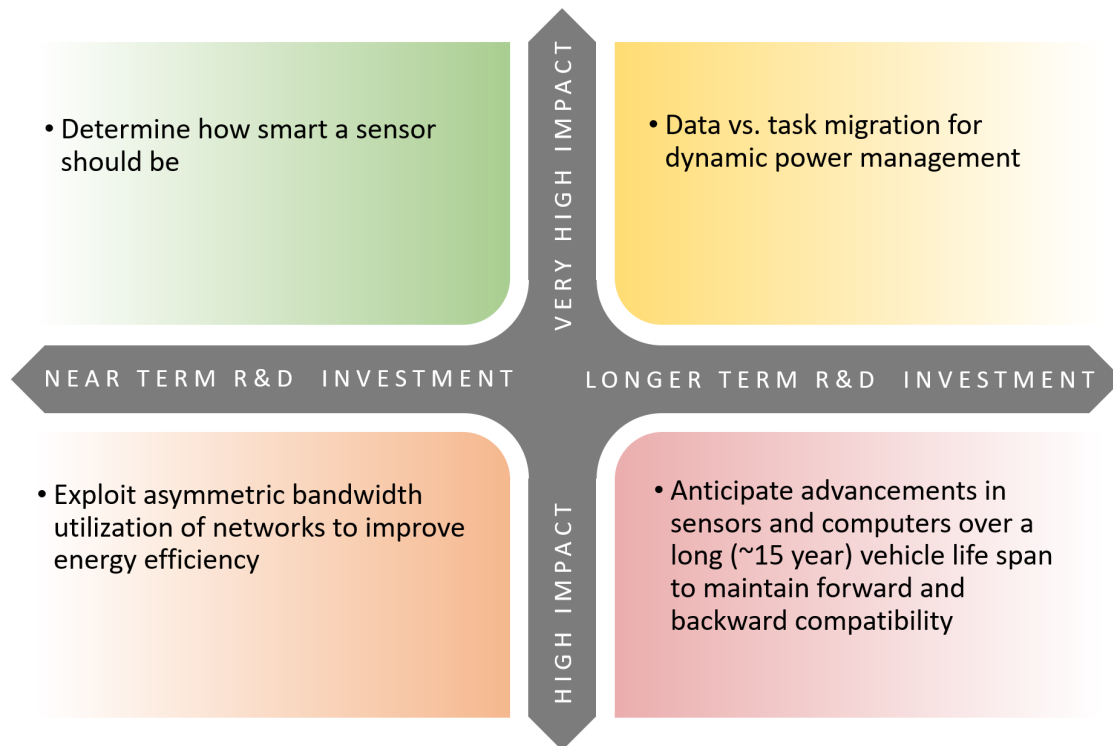 • Determine how smart a sensor
should be
VERY HIGH IMPACT
• Data vs. task migration for
dynamic power management
NEAR TERM R&D INVESTMENT
LONGER TERM R&D INVESTMENT
• Exploit asymmetric bandwidth
utilization of networks to improve
energy efficiency
HIGH IMPACT
• Anticipate advancements in
sensors and computers over a
long (~15 year) vehicle life span
to maintain forward and
backward compatibility